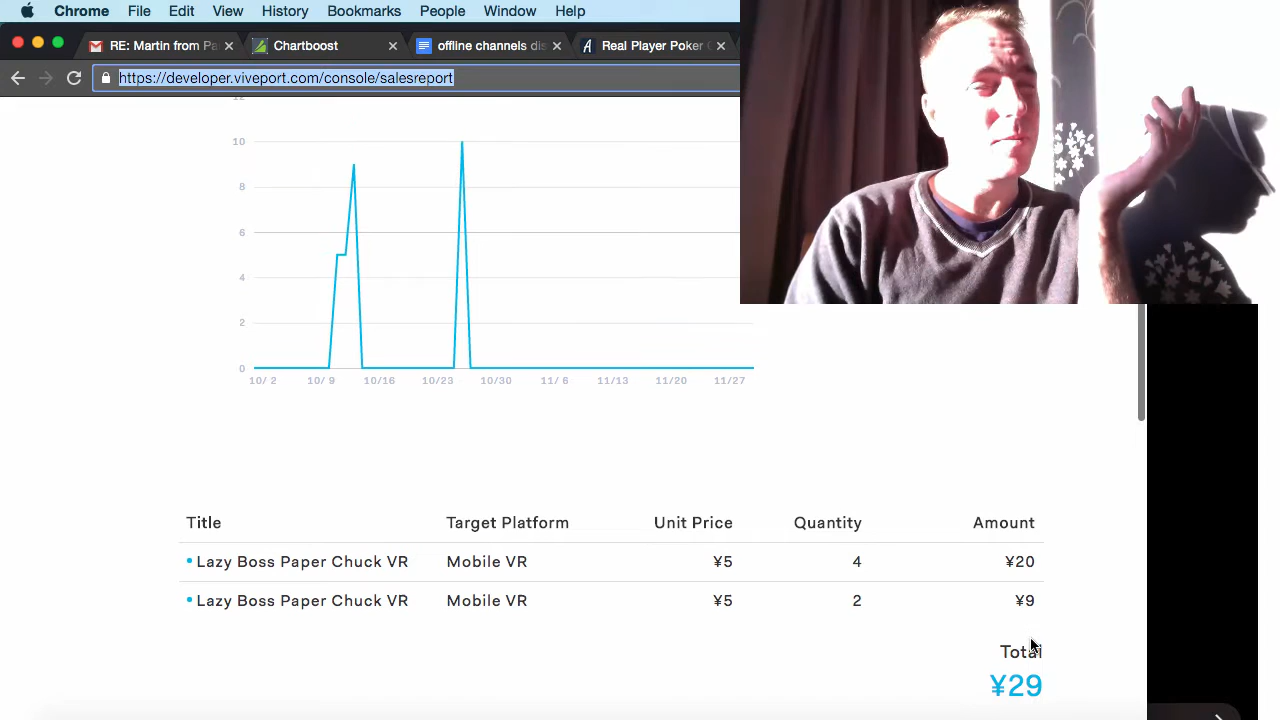 Chrome File Edit View History Bookmarks People Window Help
RE: Martin from Pa
Chartboost
offline channels dis
Real Player Poker
https://developer.viveport.com/console/salesreport
12
10
8
6
4
2
0
10/ 2 10/ 9 10/16 10/23 10/30 11/ 6 11/13 11/20 11/27
Title Target Platform Unit Price Quantity Amount
Lazy Boss Paper Chuck VR Mobile VR ¥5 4 ¥20
Lazy Boss Paper Chuck VR Mobile VR ¥5 2 ¥9
Total
¥29